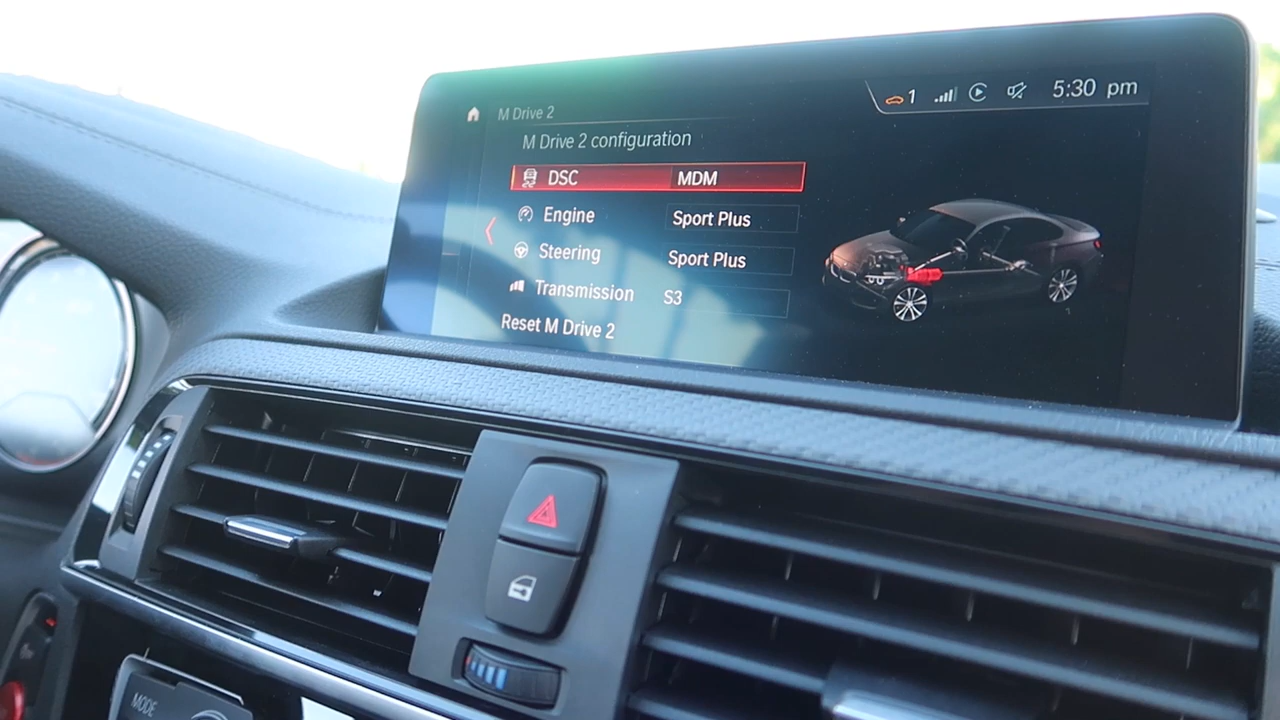 M Drive 2
1 5:30 pm
M Drive 2 configuration
DSC MDM
Engine Sport Plus
Steering Sport Plus
Transmission S3
Reset M Drive 2
MODE